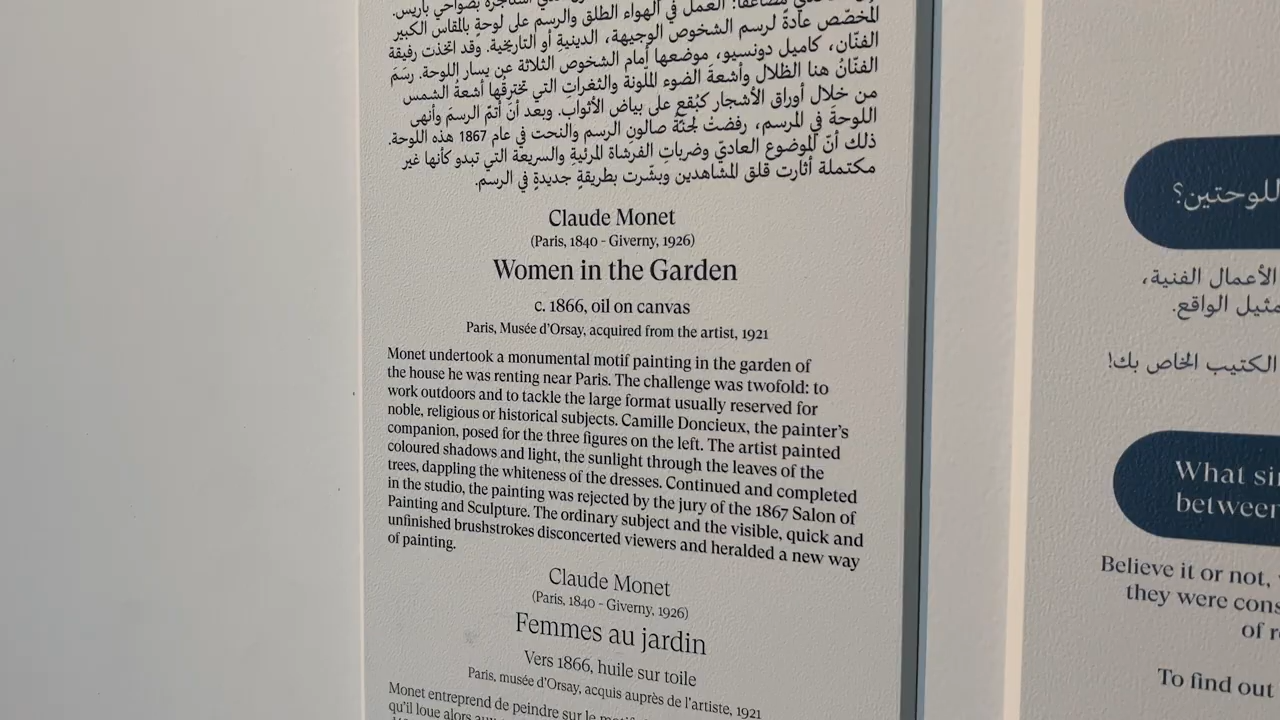 المخصّص عادةً لرسم الشخوص الوجيهة، الدينيةِ أو التاريخية. وقد اتخذت رفيقة
الفنّان، كاميل دونسيو، موضعها أمام الشخوص الثلاثة عن يسار اللوحة. رسَمَ
الفنّانُ هنا الظلال وأشعةَ الضوء الملّونة والثغراتِ التي تخترقُها أشعةُ الشمس
من خلال أوراق الأشجار كبُقعٍ على بياض الأثواب. وبعد أن أتمّ الرسمَ وأنهى
اللوحةَ في المرسم، رفضتْ لجنَّةُ صالون الرسم والنحت في عام 1867 هذه اللوحة.
ذلك أنّ الموضوع العاديّ وضرباتِ الفرشاة المرئيةِ والسريعة التي تبدو كأنها غير
مكتملة أثارت قلق المشاهدين وبشّرت بطريقةٍ جديدةٍ في الرسم.
Claude Monet
(Paris, 1840 - Giverny, 1926)
Women in the Garden
c. 1866, oil on canvas
Paris, Musée d'Orsay, acquired from the artist, 1921
Monet undertook a monumental motif painting in the garden of
the house he was renting near Paris. The challenge was twofold: to
work outdoors and to tackle the large format usually reserved for
noble, religious or historical subjects. Camille Doncieux, the painter's
companion, posed for the three figures on the left. The artist painted
coloured shadows and light, the sunlight through the leaves of the
trees, dappling the whiteness of the dresses. Continued and completed
in the studio, the painting was rejected by the jury of the 1867 Salon of
Painting and Sculpture. The ordinary subject and the visible, quick and
unfinished brushstrokes disconcerted viewers and heralded a new way
of painting.
Claude Monet
(Paris, 1840 - Giverny, 1926)
Femmes au jardin
Vers 1866, huile sur toile
Paris, musée d'Orsay, acquis auprès de l'artiste, 1921
Monet entreprend de peindre sur le
qu'il loue alors
للوحتين؟
الأعمال الفنية،
مثيل الواقع.
الكتيب الخاص بك!
What
between
Believe it or not,
they were
of
To find out